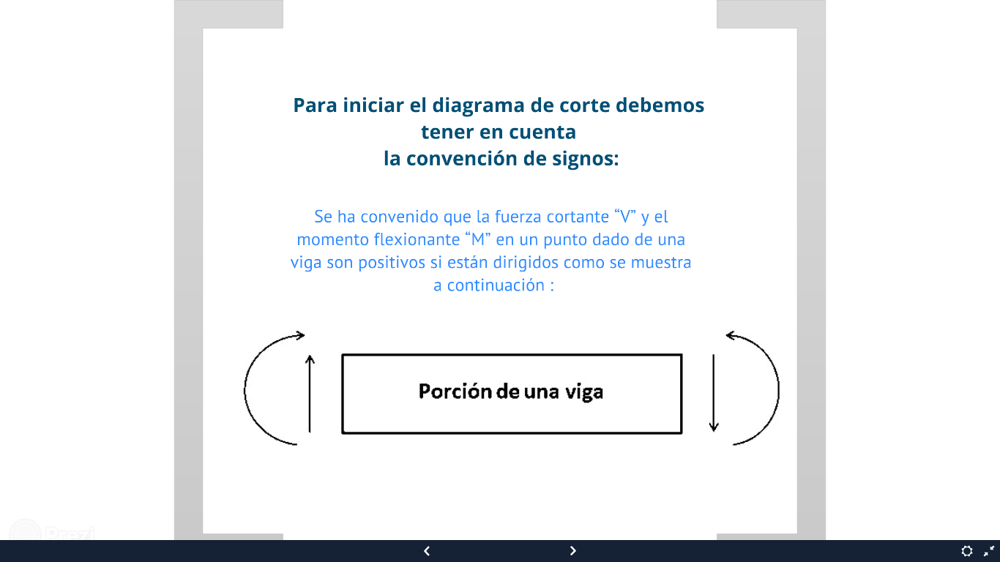 Para iniciar el diagrama de corte debemos
tener en cuenta
la convención de signos:
Se ha convenido que la fuerza cortante “V” y el
momento flexionante “M” en un punto dado de una
viga son positivos si están dirigidos como se muestra
a continuación :
Porción de una viga
Prezi